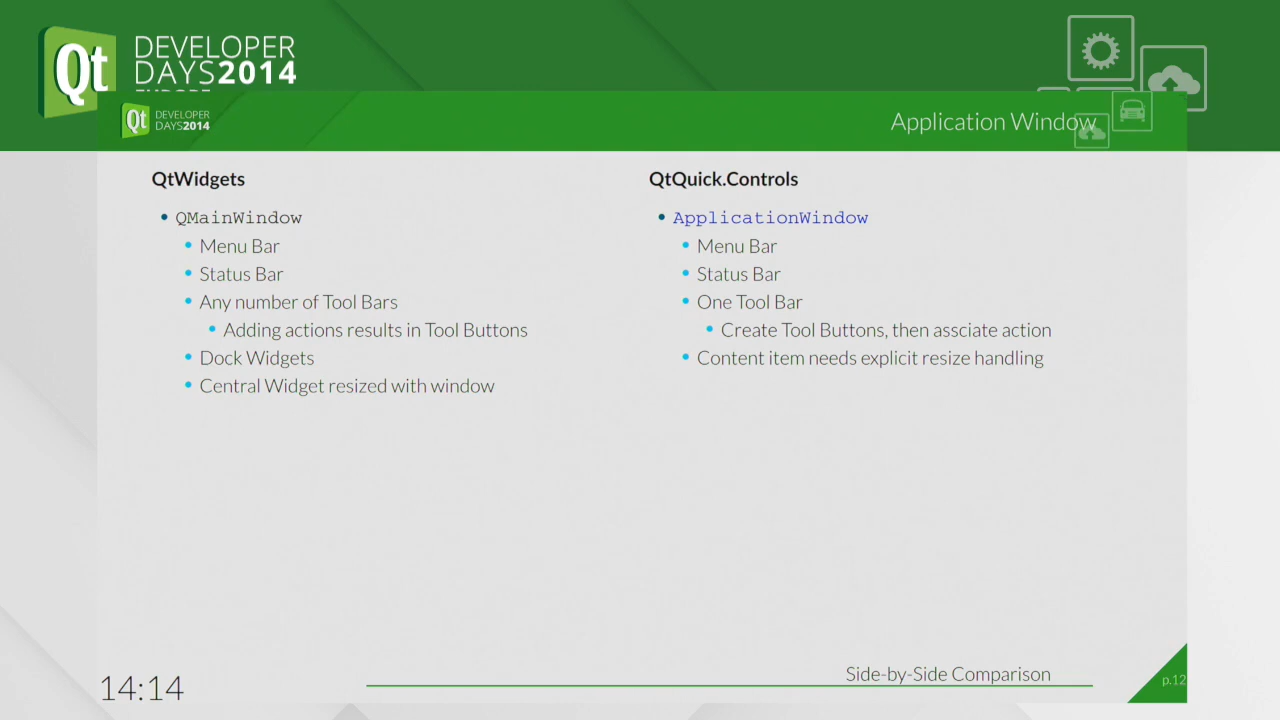 Qt DEVELOPER
DAYS2014
Qt DEVELOPER
DAYS2014
Application Window
QtWidgets
QMainWindow
Menu Bar
Status Bar
Any number of Tool Bars
Adding actions results in Tool Buttons
Dock Widgets
Central Widget resized with window
QtQuick.Controls
ApplicationWindow
Menu Bar
Status Bar
One Tool Bar
Create Tool Buttons, then assciate action
Content item needs explicit resize handling
14:14
Side-by-Side Comparison
p.12